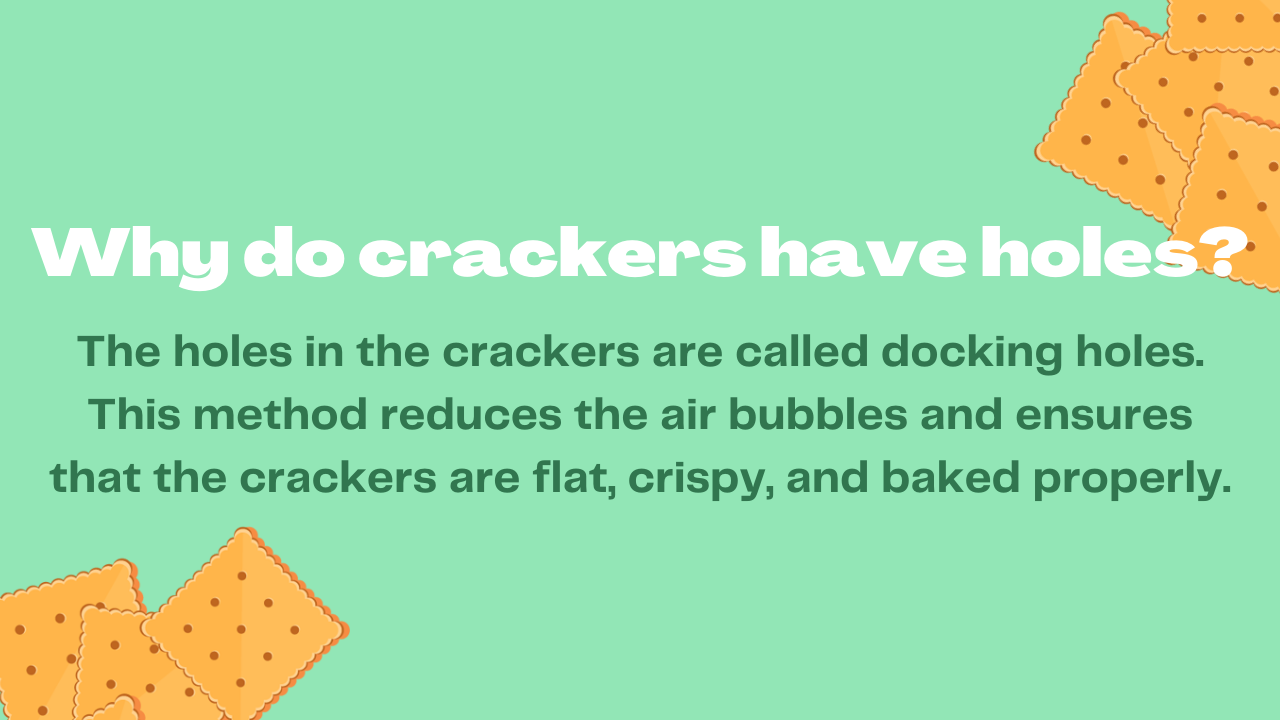 Why do crackers have holes?
The holes in the crackers are called docking holes.
This method reduces the air bubbles and ensures
that the crackers are flat, crispy, and baked properly.